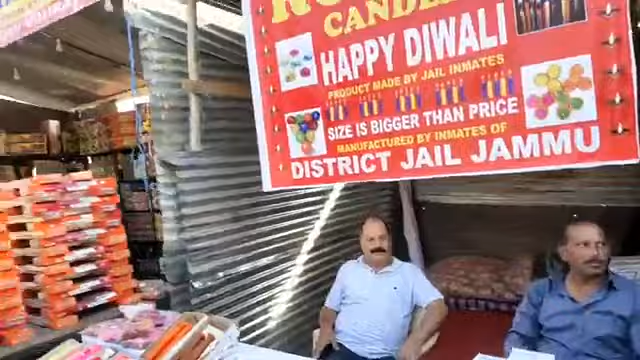 CANDLE
HAPPY DIWALI
PRODUCT MADE BY JAIL INMATES
SIZE IS BIGGER THAN PRICE
MANUFACTURED BY INMATES OF
DISTRICT JAIL JAMMU